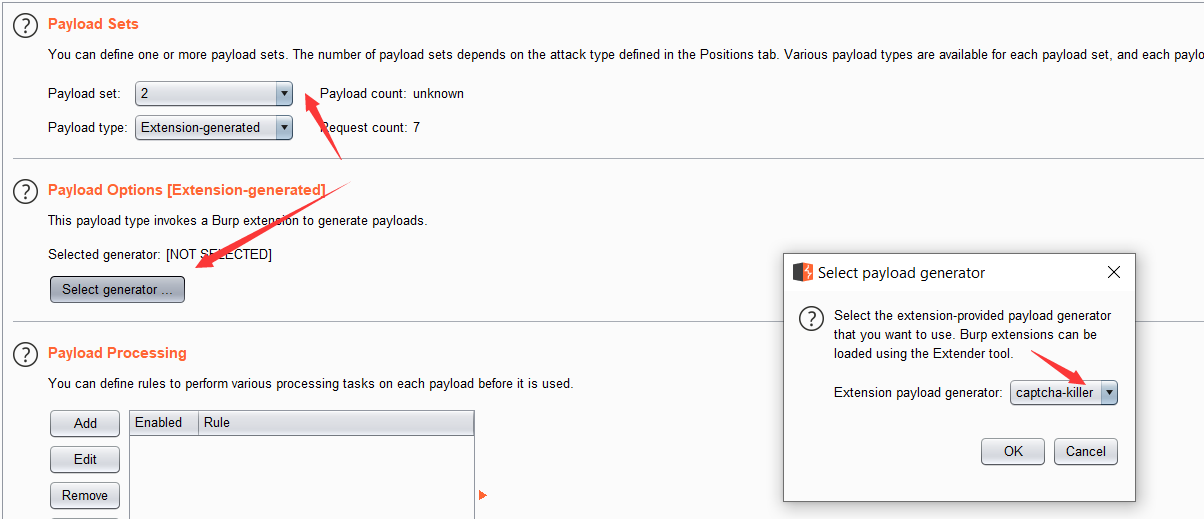 Payload Sets
You can define one or more payload sets. The number of payload sets depends on the attack type defined in the Positions tab. Various payload types are available for each payload set, and each paylo
Payload set: 2 Payload count: unknown
Payload type: Extension-generated Request count: 7
Payload Options [Extension-generated]
This payload type invokes a Burp extension to generate payloads.
Selected generator: [NOT SELECTED]
Select generator ...
Payload Processing
You can define rules to perform various processing tasks on each payload before it is used.
Add
Edit
Remove
Enabled Rule
Select payload generator
Select the extension-provided payload generator
that you want to use. Burp extensions can be
loaded using the Extender tool.
Extension payload generator: captcha-killer
OK Cancel